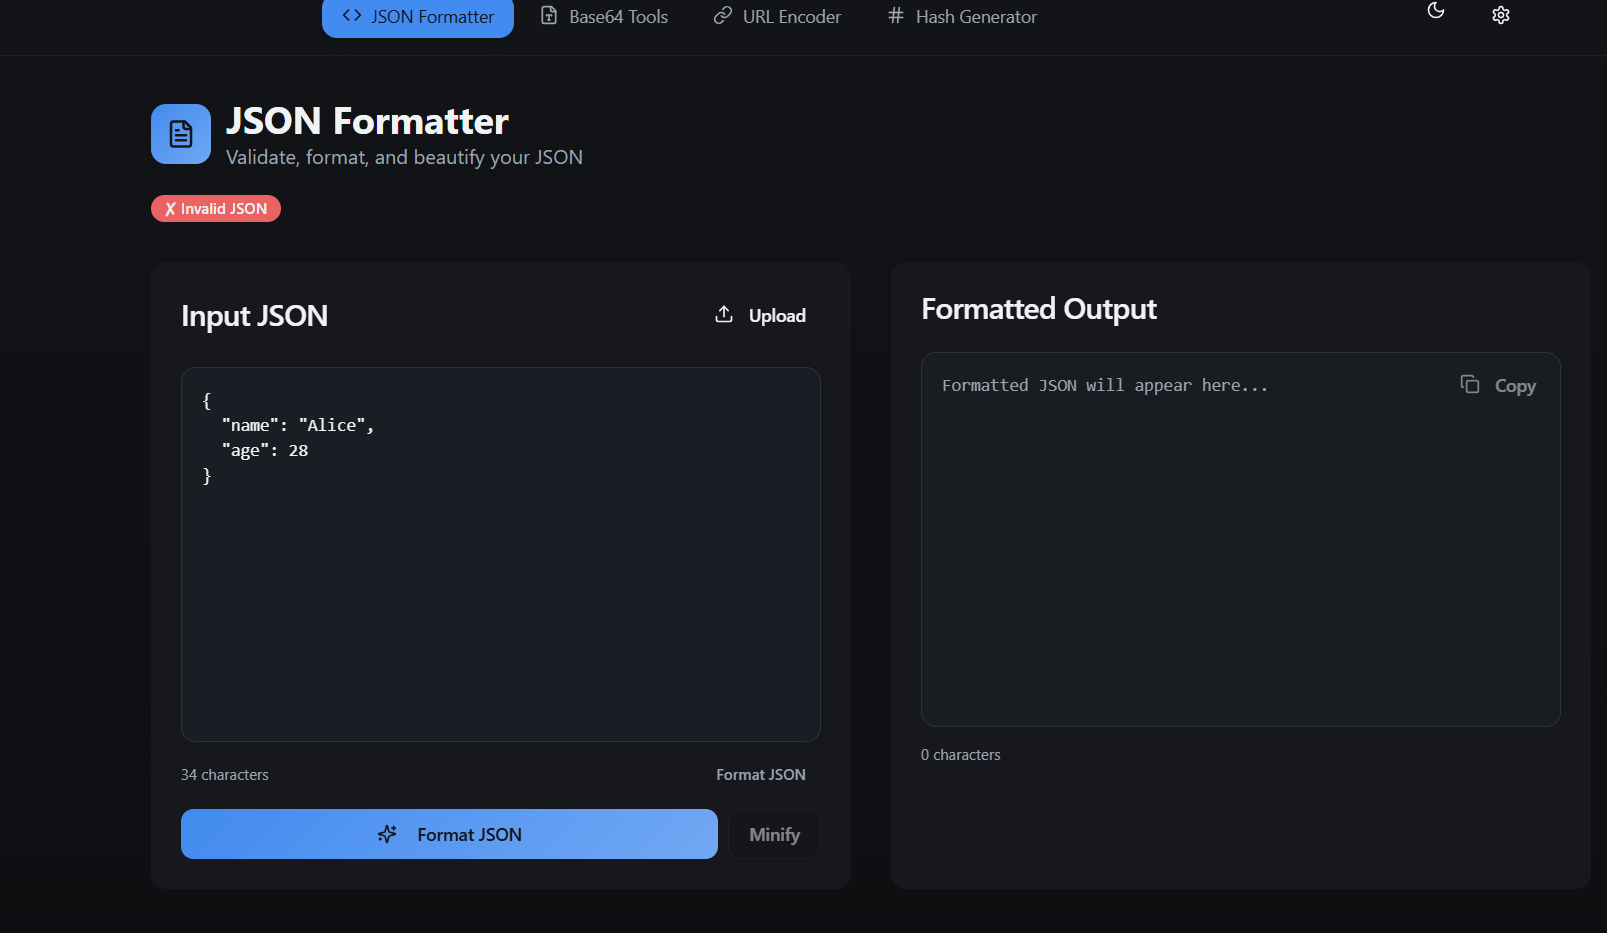 JSON Formatter
Base64 Tools
URL Encoder
Hash Generator
JSON Formatter
Validate, format, and beautify your JSON
✗ Invalid JSON
Input JSON
Upload
{
  "name": "Alice",
  "age": 28
}
34 characters
Format JSON
Format JSON
Minify
Formatted Output
Formatted JSON will appear here...
Copy
0 characters